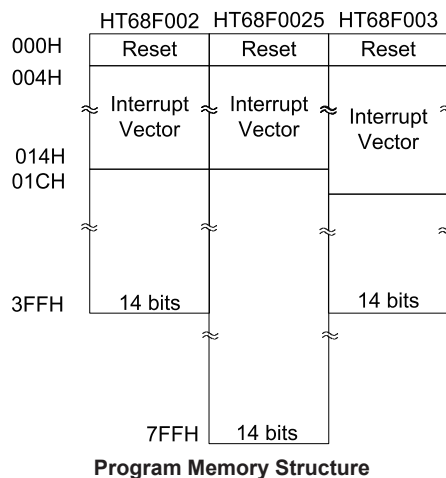 HT68F002 HT68F0025 HT68F003
000H Reset Reset Reset
004H
Interrupt Vector Interrupt Vector Interrupt Vector
014H
01CH
3FFH 14 bits 14 bits
7FFH 14 bits
Program Memory Structure